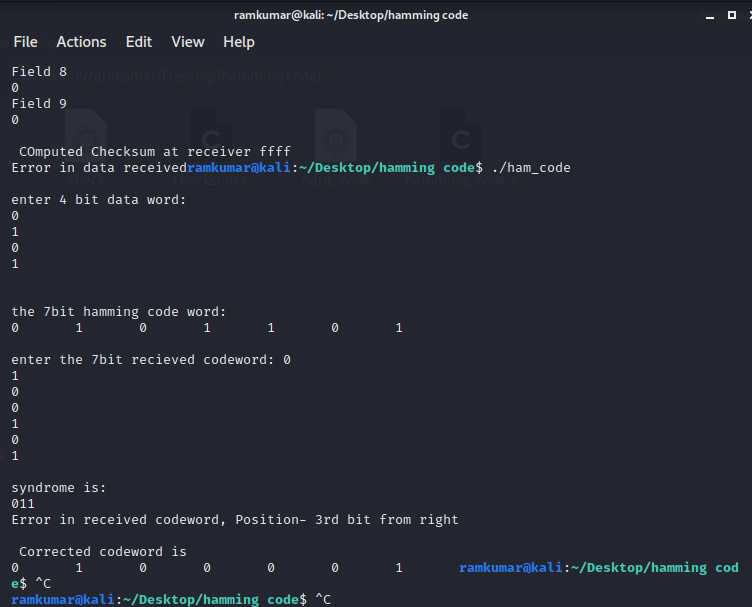 ramkumar@kali: ~/Desktop/hamming code
File Actions Edit View Help
Field 8
0
Field 9
0
COmputed Checksum at receiver ffff
Error in data receivedramkumar@kali:~/Desktop/hamming code$ ./ham_code
enter 4 bit data word:
0
1
0
1
the 7bit hamming code word:
0 1 0 1 1 0 1
enter the 7bit recieved codeword: 0
1
0
0
1
0
1
syndrome is:
011
Error in received codeword, Position- 3rd bit from right
Corrected codeword is
0 1 0 0 0 0 1 ramkumar@kali:~/Desktop/hamming cod
e$ ^C
ramkumar@kali:~/Desktop/hamming code$ ^C